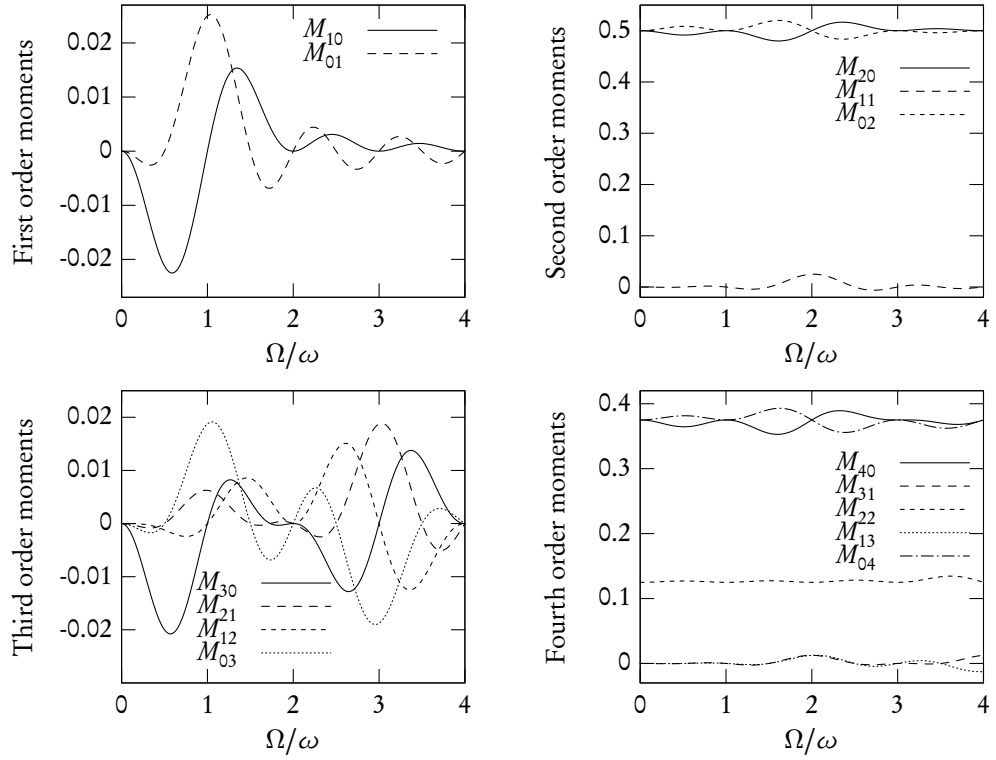 First order moments
0.02
0.01
0
-0.01
-0.02
M10
M01
0 1 2 3 4
Ω/ω
Second order moments
0.5
0.4
0.3
0.2
0.1
0
M20
M11
M02
0 1 2 3 4
Ω/ω
Third order moments
0.02
0.01
0
-0.01
-0.02
M30
M21
M12
M03
0 1 2 3 4
Ω/ω
Fourth order moments
0.4
0.3
0.2
0.1
0
M40
M31
M22
M13
M04
0 1 2 3 4
Ω/ω